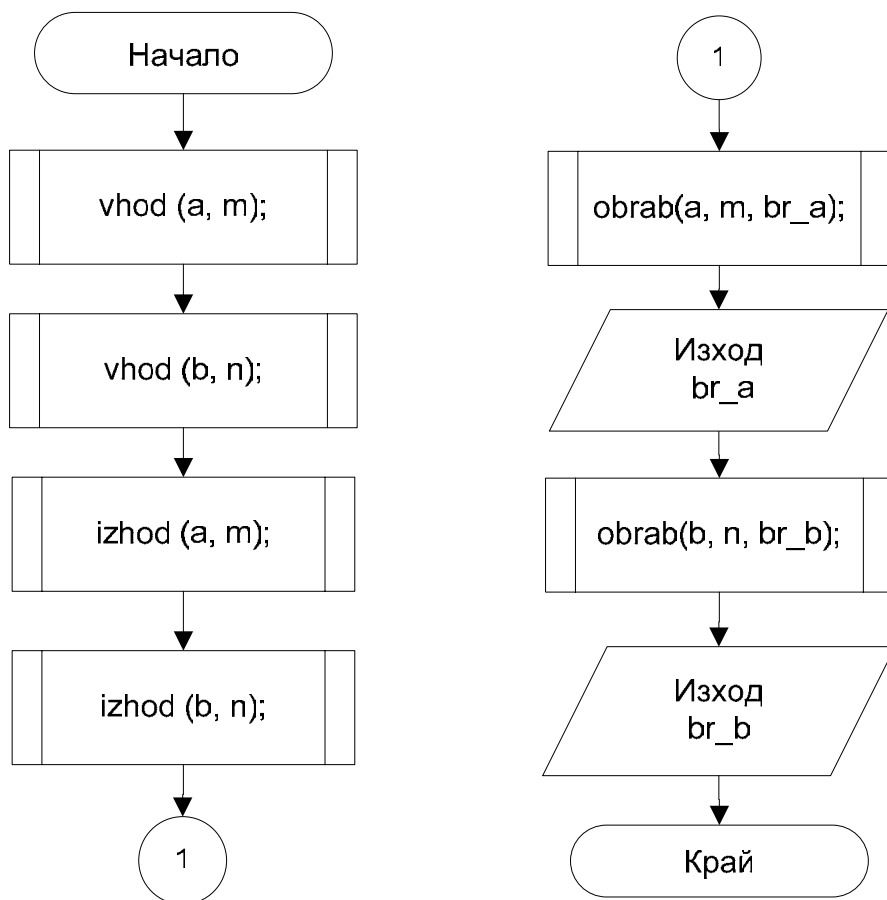 Начало
vhod (a, m);
vhod (b, n);
izhod (a, m);
izhod (b, n);
1
1
obrab(a, m, br_a);
Изход
br_a
obrab(b, n, br_b);
Изход
br_b
Край